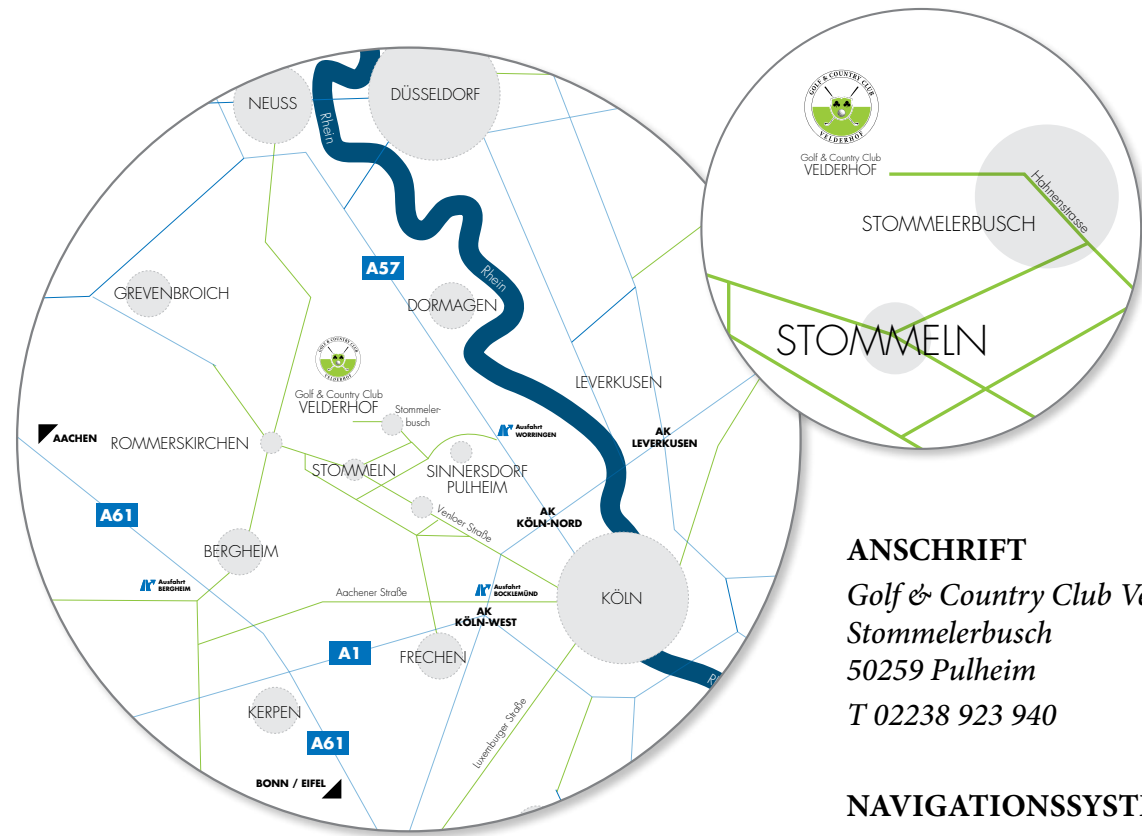 NEUSS
DÜSSELDORF
Rhein
A57
Rhein
GREVENBROICH
DORMAGEN
GOLF & COUNTRY CLUB
VELDERHOF
Golf & Country Club
VELDERHOF
Stommeler-
busch
LEVERKUSEN
AACHEN
ROMMERSKIRCHEN
Ausfahrt
WORRINGEN
AK
LEVERKUSEN
STOMMELN
SINNERSDORF
PULHEIM
A61
Venloer Straße
AK
KÖLN-NORD
BERGHEIM
Ausfahrt
BERGHEIM
Aachener Straße
Ausfahrt
BOCKLEMÜND
KÖLN
AK
KÖLN-WEST
A1
FRECHEN
KERPEN
A61
Luxemburger Straße
BONN / EIFEL
GOLF & COUNTRY CLUB
VELDERHOF
Golf & Country Club
VELDERHOF
Hahnenstrasse
STOMMELERBUSCH
STOMMELN
ANSCHRIFT
Golf & Country Club
Stommelerbusch
50259 Pulheim
T 02238 923 940